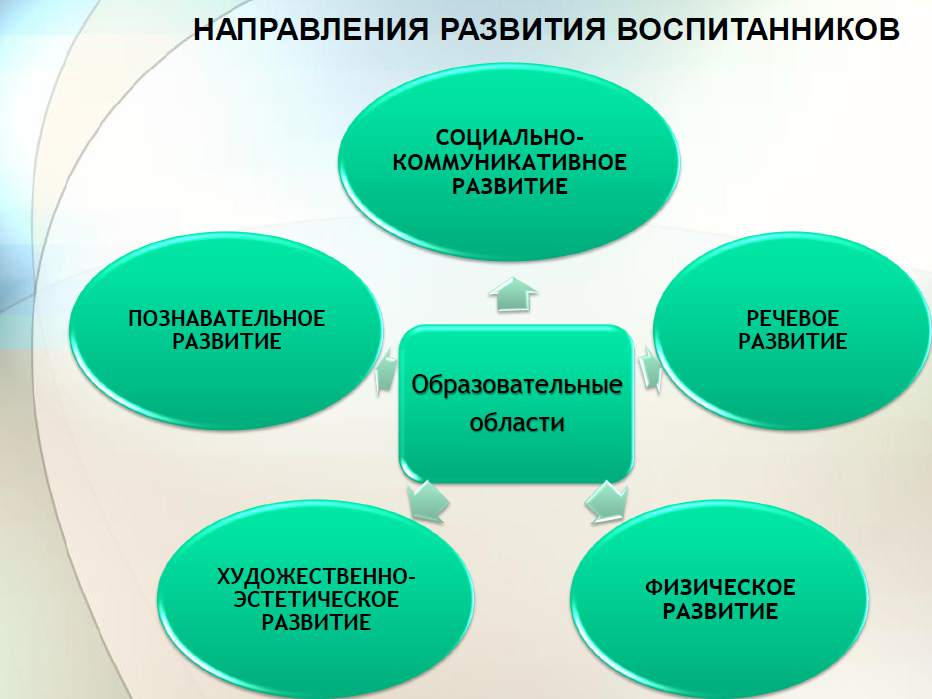 НАПРАВЛЕНИЯ РАЗВИТИЯ ВОСПИТАННИКОВ
СОЦИАЛЬНО-
КОММУНИКАТИВНОЕ
РАЗВИТИЕ
ПОЗНАВАТЕЛЬНОЕ
РАЗВИТИЕ
РЕЧЕВОЕ
РАЗВИТИЕ
Образовательные
области
ХУДОЖЕСТВЕННО-
ЭСТЕТИЧЕСКОЕ
РАЗВИТИЕ
ФИЗИЧЕСКОЕ
РАЗВИТИЕ